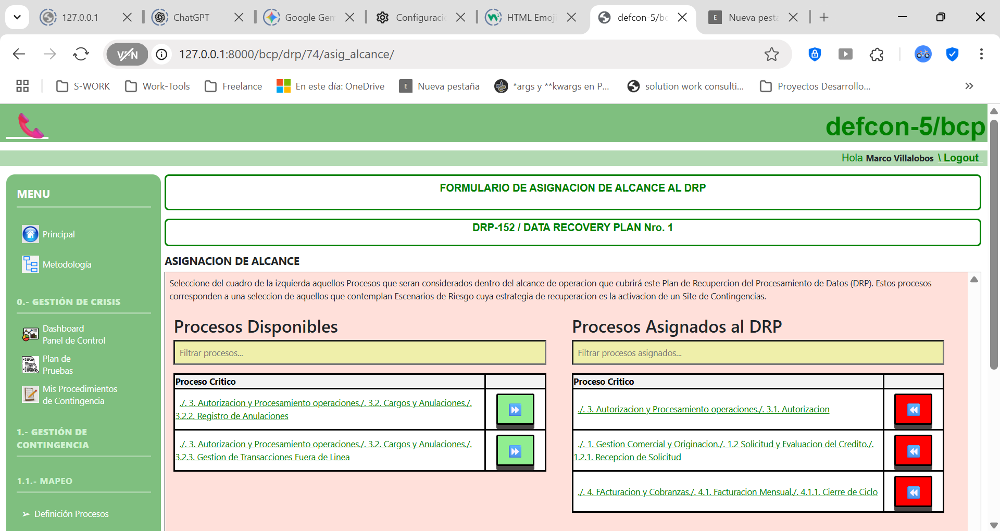 127.0.0.1
ChatGPT
Google Gen
Configuració
HTML Emoji
defcon-5/bc
E
Nueva pesta
VPN
127.0.0.1:8000/bcp/drp/74/asig_alcance/
S-WORK
Work-Tools
Freelance
En este día: OneDrive
E
Nueva pestaña
*args y **kwargs en P...
solution work consulti...
Proyectos Desarrollo...
defcon-5/bcp
Hola Marco Villalobos \ Logout
MENU
Principal
Metodología
0.- GESTIÓN DE CRISIS
Dashboard
Panel de Control
Plan de
Pruebas
Mis Procedimientos
de Contingencia
1.- GESTIÓN DE
CONTINGENCIA
1.1.- MAPEO
➢ Definición Procesos
FORMULARIO DE ASIGNACION DE ALCANCE AL DRP
DRP-152 / DATA RECOVERY PLAN Nro. 1
ASIGNACION DE ALCANCE
Seleccione del cuadro de la izquierda aquellos Procesos que seran considerados dentro del alcance de operacion que cubrirá este Plan de Recupercion del Procesamiento de Datos (DRP). Estos procesos
corresponden a una seleccion de aquellos que contemplan Escenarios de Riesgo cuya estrategia de recuperacion es la activacion de un Site de Contingencias.
Procesos Disponibles
Filtrar procesos...
Proceso Critico
./. 3. Autorizacion y Procesamiento operaciones./. 3.2. Cargos y Anulaciones./.
3.2.2. Registro de Anulaciones
./. 3. Autorizacion y Procesamiento operaciones./. 3.2. Cargos y Anulaciones./.
3.2.3. Gestion de Transacciones Fuera de Linea
Procesos Asignados al DRP
Filtrar procesos asignados...
Proceso Critico
./. 3. Autorizacion y Procesamiento operaciones./. 3.1. Autorizacion
./. 1. Gestion Comercial y Originacion./. 1.2 Solicitud y Evaluacion del Credito./.
1.2.1. Recepcion de Solicitud
./. 4. FActuracion y Cobranzas./. 4.1. Facturacion Mensual./. 4.1.1. Cierre de Ciclo